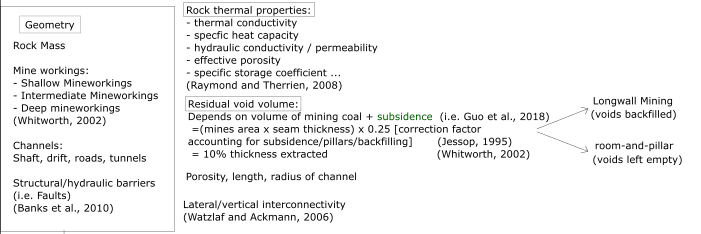 Geometry
Rock Mass
Mine workings:
- Shallow Mineworkings
- Intermediate Mineworkings
- Deep mineworkings
(Whitworth, 2002)
Channels:
Shaft, drift, roads, tunnels
Structural/hydraulic barriers
(i.e. Faults)
(Banks et al., 2010)
Rock thermal properties:
- thermal conductivity
- specfic heat capacity
- hydraulic conductivity / permeability
- effective porosity
- specific storage coefficient ...
(Raymond and Therrien, 2008)
Residual void volume:
Depends on volume of mining coal + subsidence (i.e. Guo et al., 2018)
=(mines area x seam thickness) x 0.25 [correction factor
accounting for subsidence/pillars/backfilling] (Jessop, 1995)
= 10% thickness extracted (Whitworth, 2002)
Porosity, length, radius of channel
Lateral/vertical interconnectivity
(Watzlaf and Ackmann, 2006)
Longwall Mining
(voids backfilled)
room-and-pillar
(voids left empty)